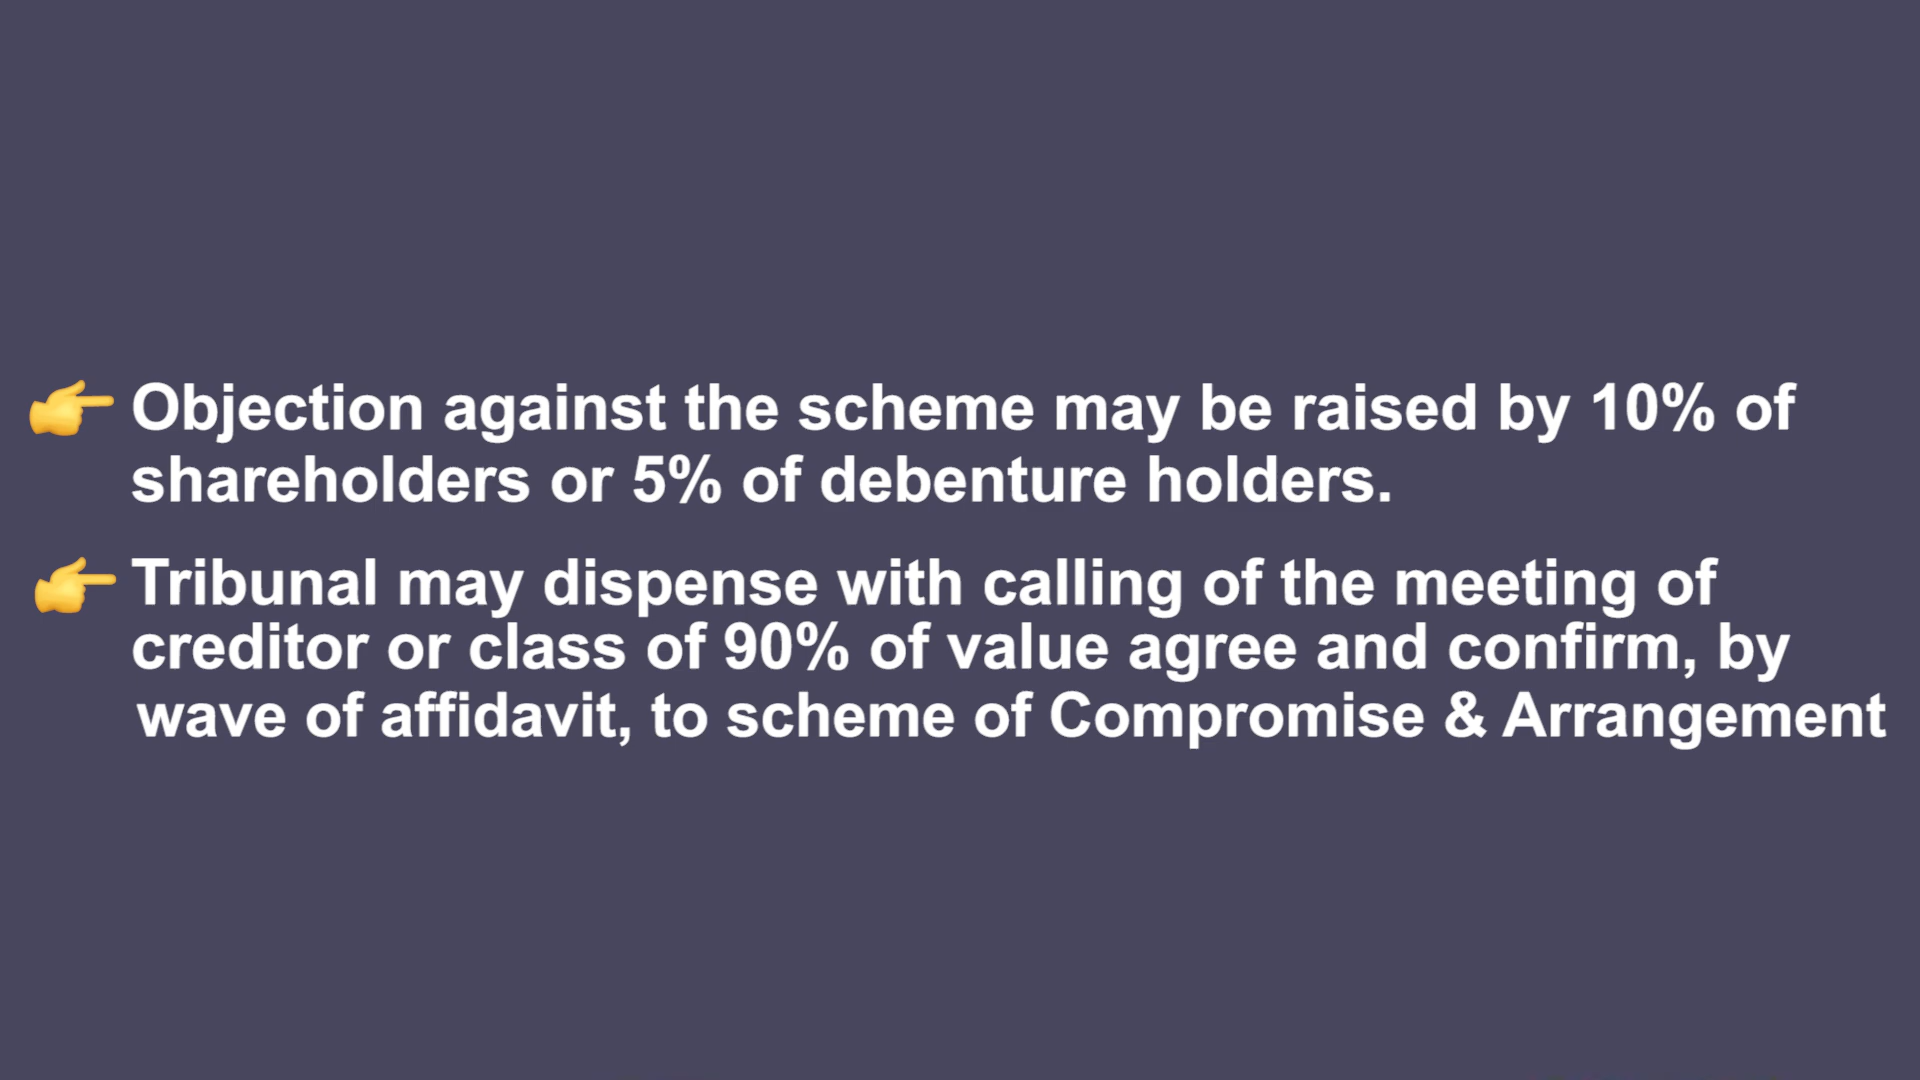 👉 Objection against the scheme may be raised by 10% of
shareholders or 5% of debenture holders.
👉 Tribunal may dispense with calling of the meeting of
creditor or class of 90% of value agree and confirm, by
wave of affidavit, to scheme of Compromise & Arrangement